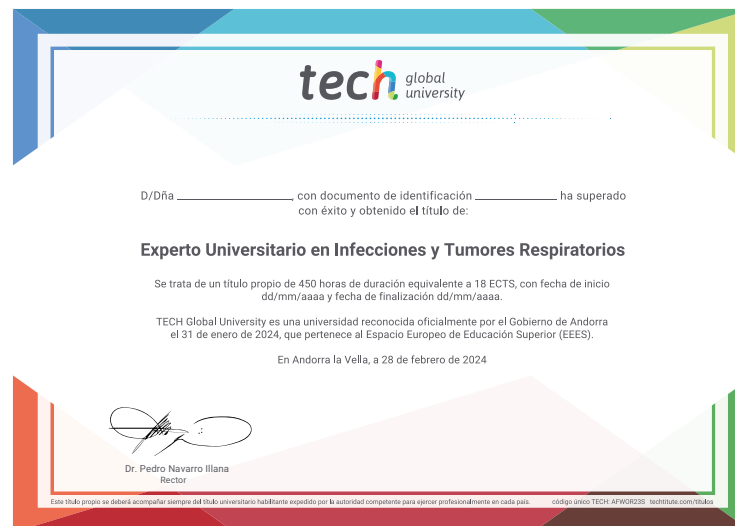 tech global university
D/Dña ______________________, con documento de identificación ________________ ha superado
con éxito y obtenido el título de:
Experto Universitario en Infecciones y Tumores Respiratorios
Se trata de un título propio de 450 horas de duración equivalente a 18 ECTS, con fecha de inicio
dd/mm/aaaa y fecha de finalización dd/mm/aaaa.
TECH Global University es una universidad reconocida oficialmente por el Gobierno de Andorra
el 31 de enero de 2024, que pertenece al Espacio Europeo de Educación Superior (EEES).
En Andorra la Vella, a 28 de febrero de 2024
Dr. Pedro Navarro Illana
Rector
Este título propio se deberá acompañar siempre del título universitario habilitante expedido por la autoridad competente para ejercer profesionalmente en cada país. código único TECH: AFWOR23S techtitute.com/titulos